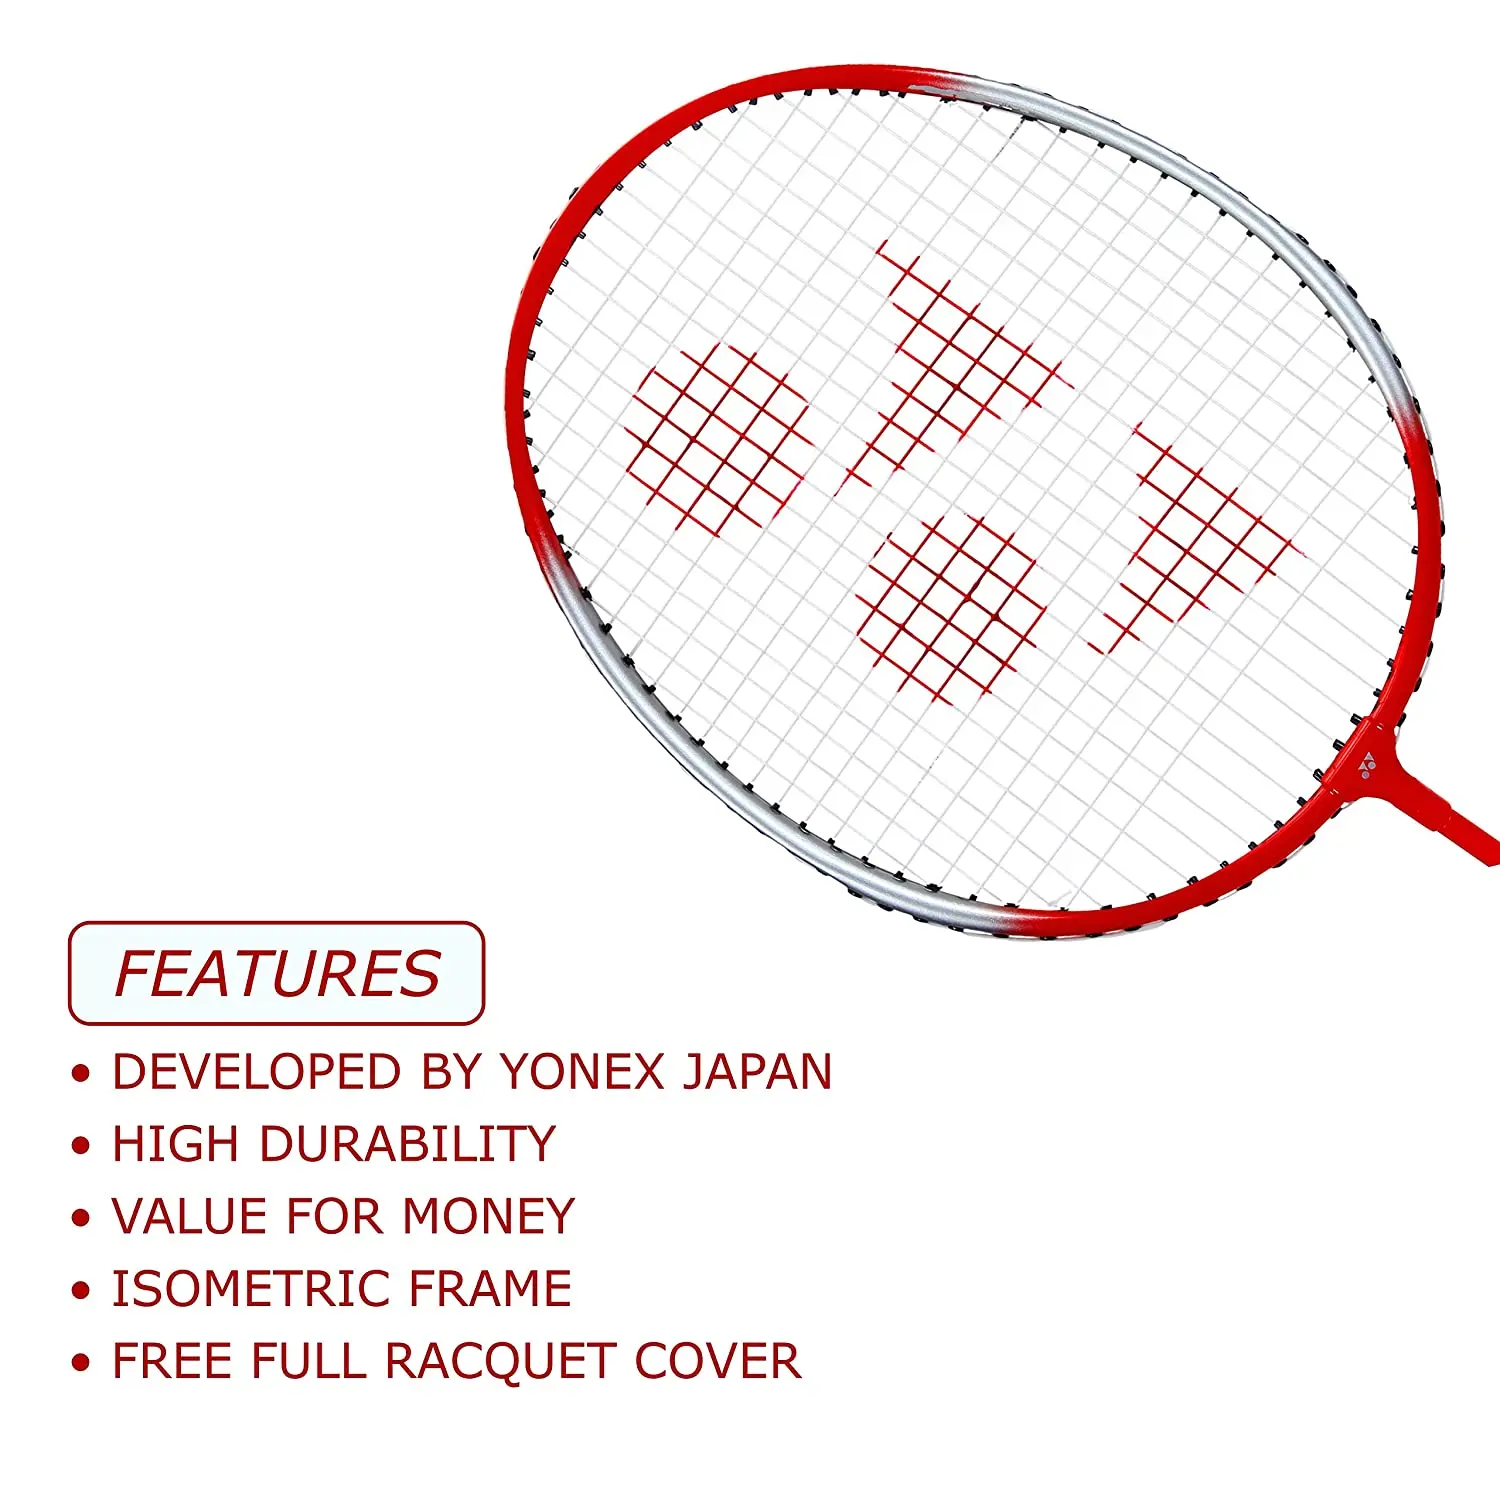 FEATURES
• DEVELOPED BY YONEX JAPAN
• HIGH DURABILITY
• VALUE FOR MONEY
• ISOMETRIC FRAME
• FREE FULL RACQUET COVER